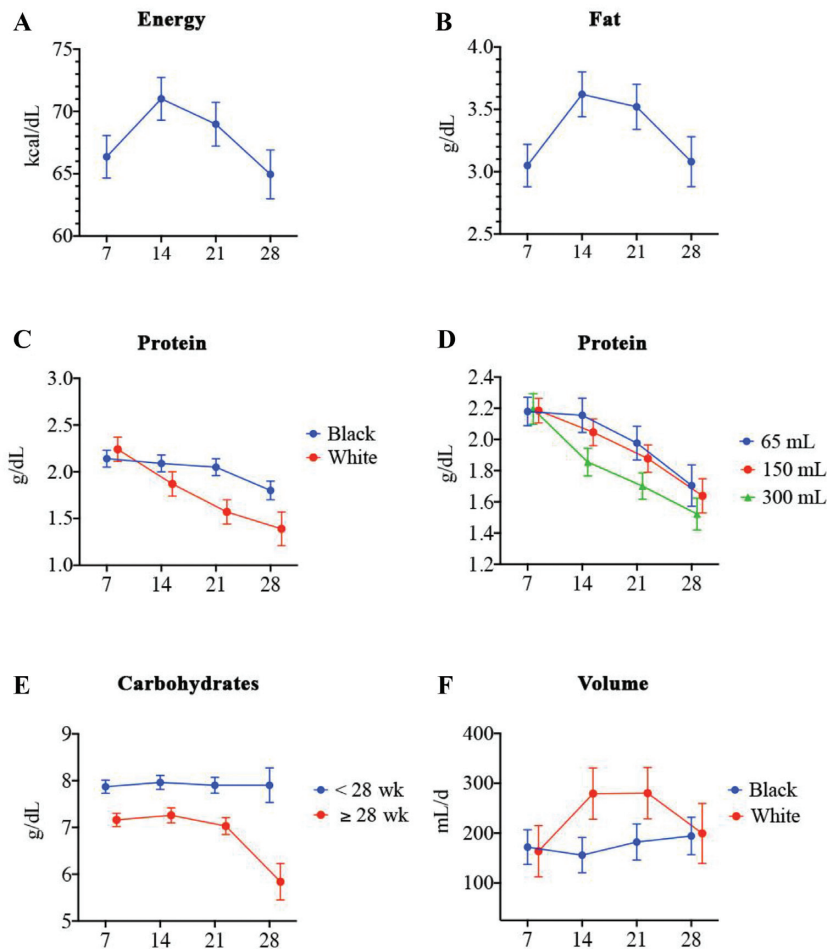 A
Energy
kcal/dL
75
70
65
60
7 14 21 28
B
Fat
g/dL
4.0
3.5
3.0
2.5
7 14 21 28
C
Protein
g/dL
3.0
2.5
2.0
1.5
1.0
7 14 21 28
Black
White
D
Protein
g/dL
2.4
2.2
2.0
1.8
1.6
1.4
1.2
7 14 21 28
65 mL
150 mL
300 mL
E
Carbohydrates
g/dL
9
8
7
6
5
7 14 21 28
< 28 wk
≥ 28 wk
F
Volume
mL/d
400
300
200
100
7 14 21 28
Black
White